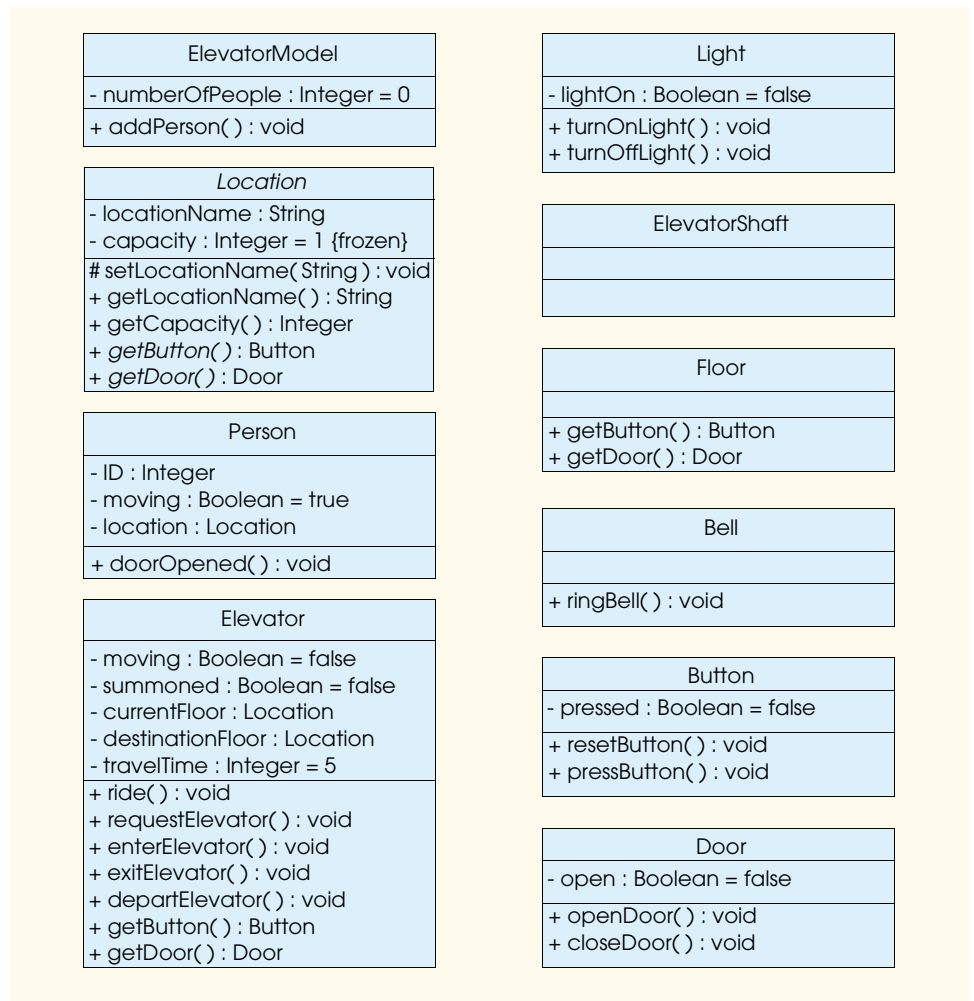 ElevatorModel
- numberOfPeople : Integer = 0
+ addPerson( ) : void
Location
- locationName : String
- capacity : Integer = 1 {frozen}
# setLocationName( String ) : void
+ getLocationName( ) : String
+ getCapacity( ) : Integer
+ getButton( ) : Button
+ getDoor( ) : Door
Person
- ID : Integer
- moving : Boolean = true
- location : Location
+ doorOpened( ) : void
Elevator
- moving : Boolean = false
- summoned : Boolean = false
- currentFloor : Location
- destinationFloor : Location
- travelTime : Integer = 5
+ ride( ) : void
+ requestElevator( ) : void
+ enterElevator( ) : void
+ exitElevator( ) : void
+ departElevator( ) : void
+ getButton( ) : Button
+ getDoor( ) : Door
Light
- lightOn : Boolean = false
+ turnOnLight( ) : void
+ turnOffLight( ) : void
ElevatorShaft
Floor
+ getButton( ) : Button
+ getDoor( ) : Door
Bell
+ ringBell( ) : void
Button
- pressed : Boolean = false
+ resetButton( ) : void
+ pressButton( ) : void
Door
- open : Boolean = false
+ openDoor( ) : void
+ closeDoor( ) : void